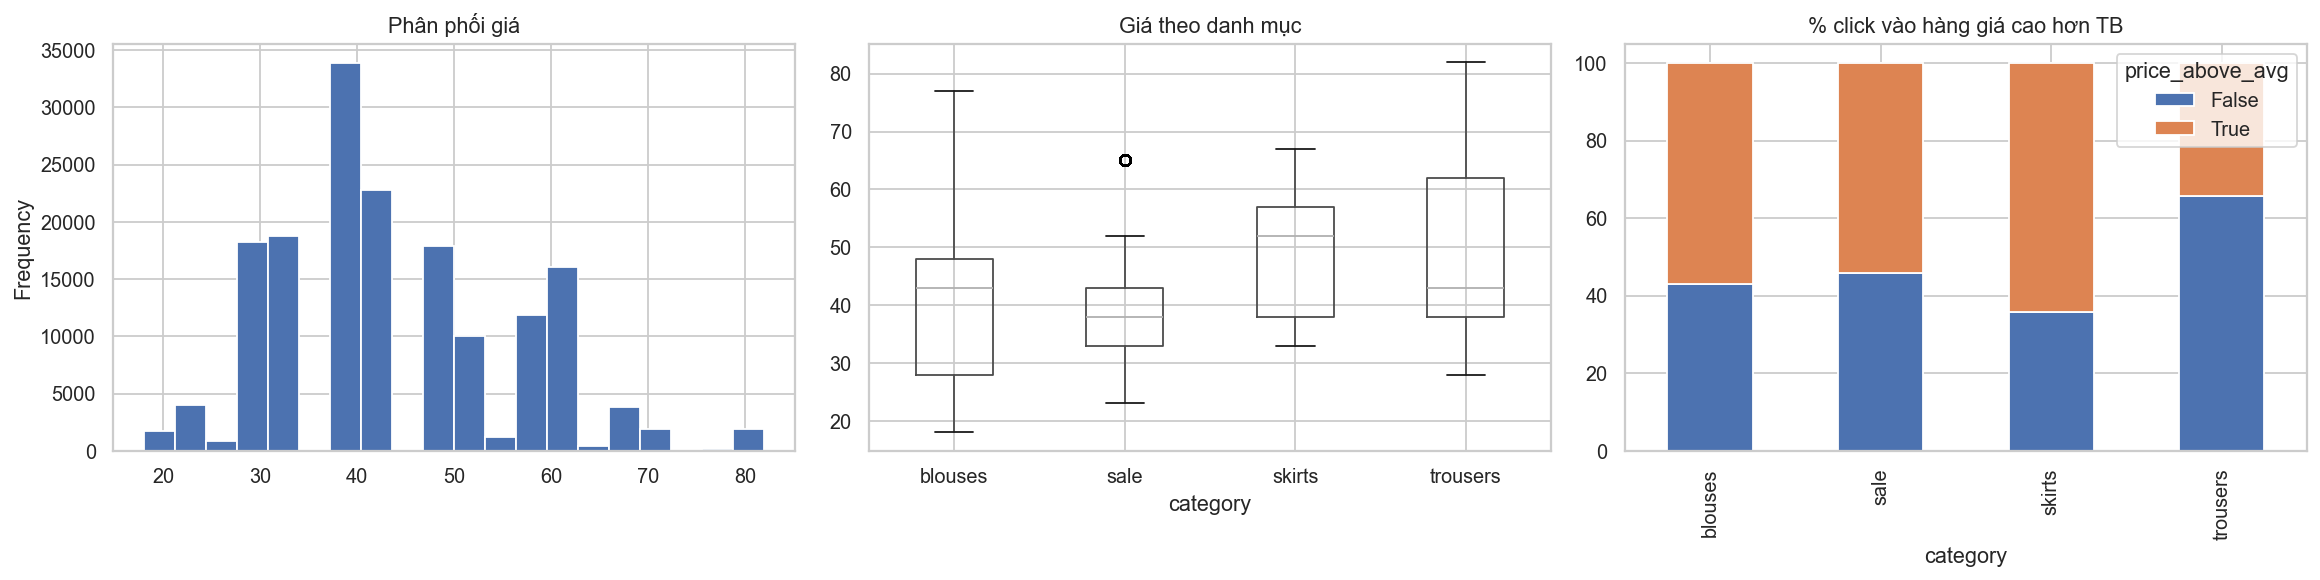 Phân phối giá
Frequency
35000
30000
25000
20000
15000
10000
5000
0
20 30 40 50 60 70 80
Giá theo danh mục
80
70
60
50
40
30
20
blouses sale skirts trousers
category
% click vào hàng giá cao hơn TB
100
80
60
40
20
0
price_above_avg
False
True
blouses
sale
skirts
trousers
category